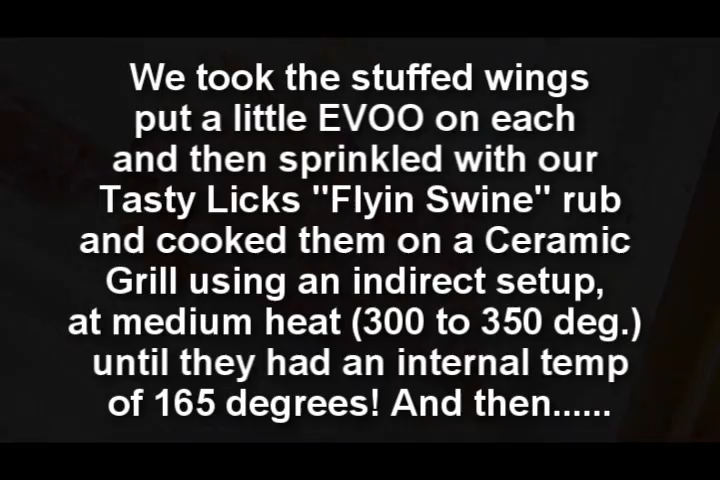 We took the stuffed wings
put a little EVOO on each
and then sprinkled with our
Tasty Licks "Flyin Swine" rub
and cooked them on a Ceramic
Grill using an indirect setup,
at medium heat (300 to 350 deg.)
until they had an internal temp
of 165 degrees! And then......